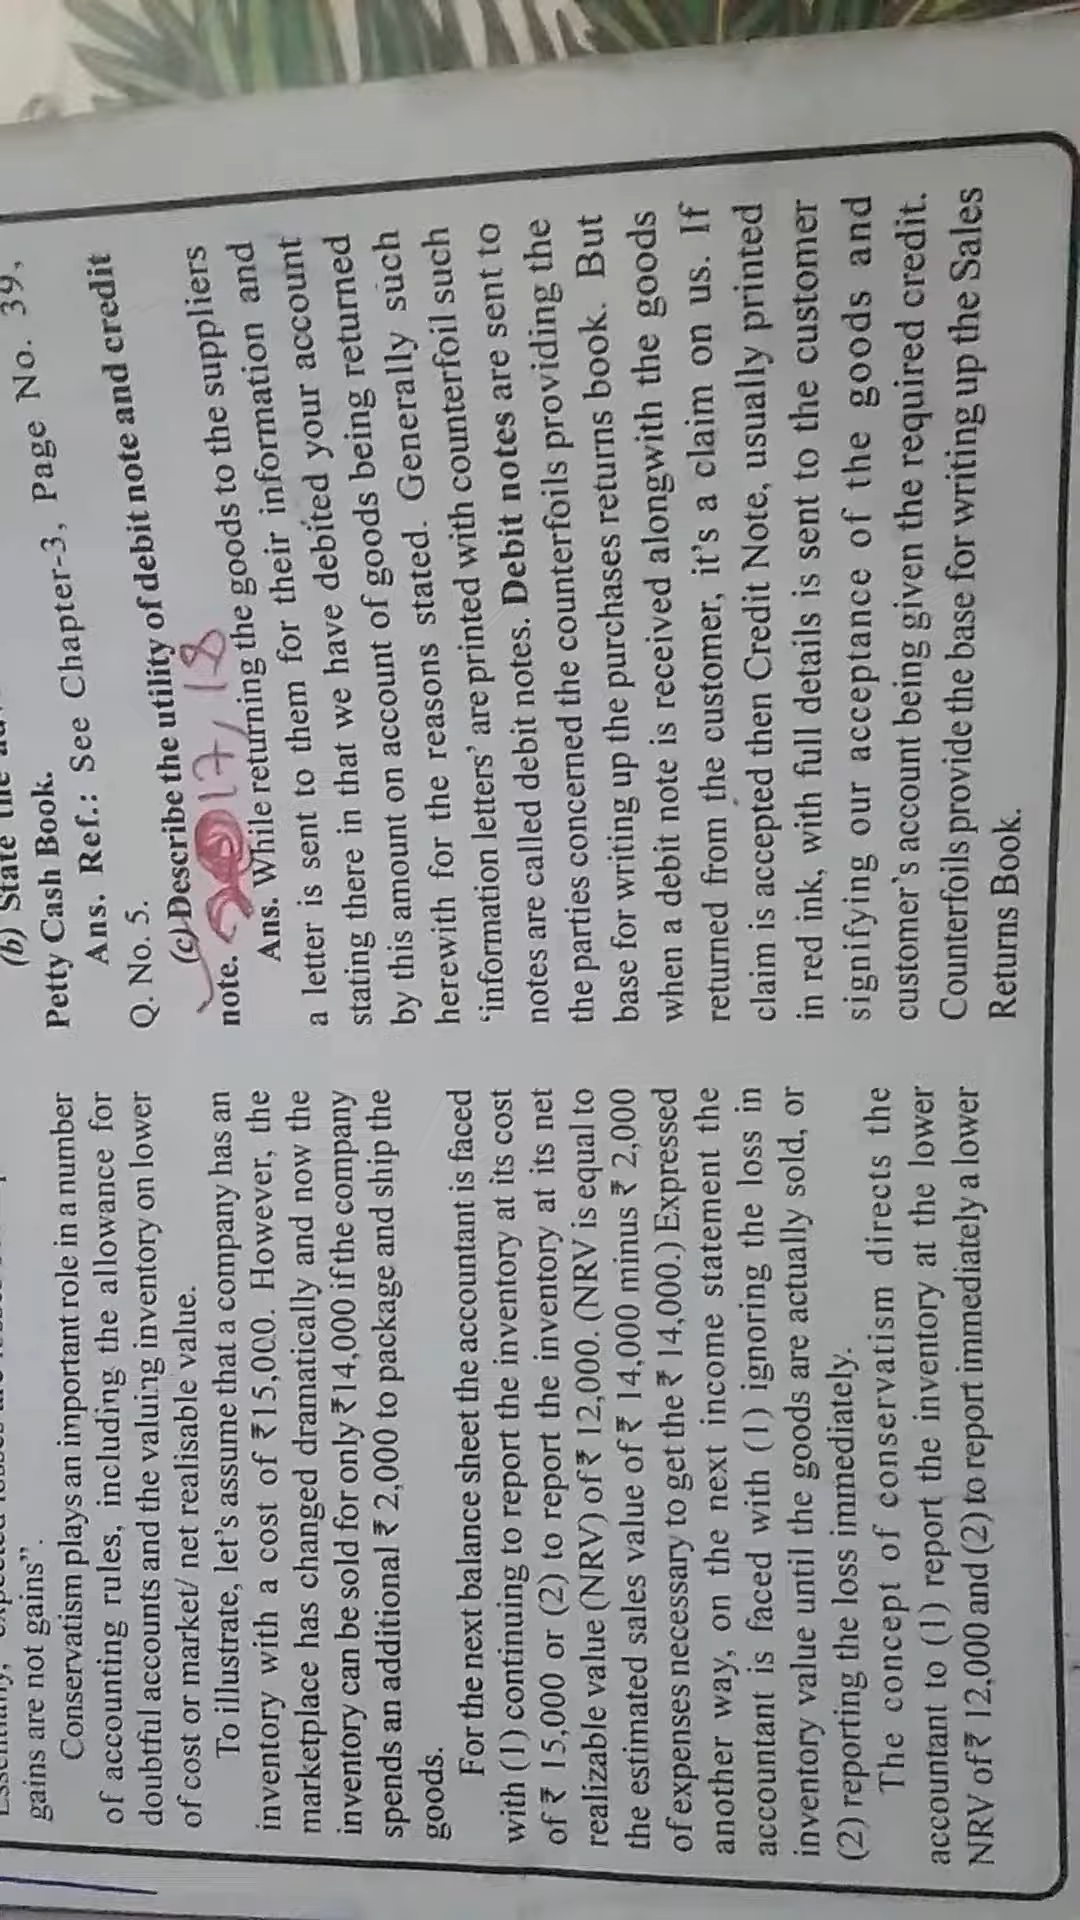 gains are not gains".
Conservatism plays an important role in a number
of accounting rules, including the allowance for
doubtful accounts and the valuing inventory on lower
of cost or market/ net realisable value.
To illustrate, let's assume that a company has an
inventory with a cost of ₹15,000. However, the
marketplace has changed dramatically and now the
inventory can be sold for only ₹14,000 if the company
spends an additional ₹ 2,000 to package and ship the
goods.
For the next balance sheet the accountant is faced
with (1) continuing to report the inventory at its cost
of ₹ 15,000 or (2) to report the inventory at its net
realizable value (NRV) of ₹ 12,000. (NRV is equal to
the estimated sales value of ₹ 14,000 minus ₹ 2,000
of expenses necessary to get the ₹ 14,000.) Expressed
another way, on the next income statement the
accountant is faced with (1) ignoring the loss in
inventory value until the goods are actually sold, or
(2) reporting the loss immediately.
The concept of conservatism directs the
accountant to (1) report the inventory at the lower
NRV of ₹ 12,000 and (2) to report immediately a lower
(b) State the
Petty Cash Book.
Ans. Ref.: See Chapter-3, Page No. 39,
Q. No. 5.
(c) Describe the utility of debit note and credit
note. 2017/18
Ans. While returning the goods to the suppliers
a letter is sent to them for their information and
stating there in that we have debited your account
by this amount on account of goods being returned
herewith for the reasons stated. Generally such
'information letters' are printed with counterfoil such
notes are called debit notes. Debit notes are sent to
the parties concerned the counterfoils providing the
base for writing up the purchases returns book. But
when a debit note is received alongwith the goods
returned from the customer, it's a claim on us. If
claim is accepted then Credit Note, usually printed
in red ink, with full details is sent to the customer
signifying our acceptance of the goods and
customer's account being given the required credit.
Counterfoils provide the base for writing up the Sales
Returns Book.